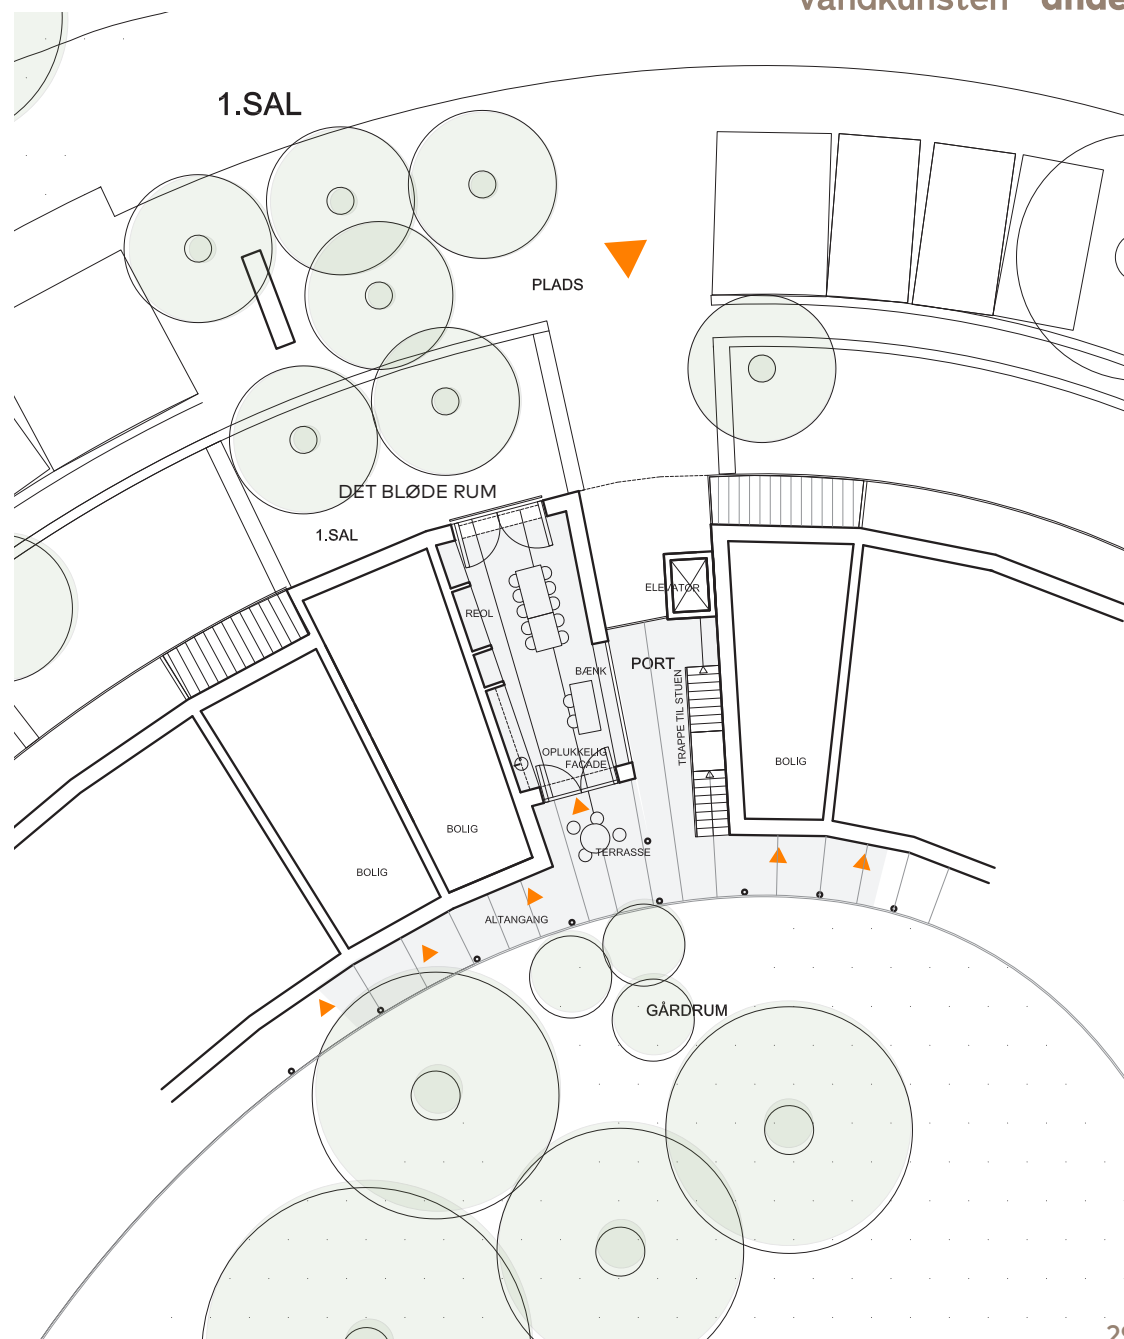 Vandkunsten
1.SAL
PLADS
DET BLØDE RUM
1.SAL
ELEVATOR
REOL
PORT
BÆNK
TRAPPE TIL STUEN
OPLUKKELIG
FACADE
BOLIG
BOLIG
TERRASSE
BOLIG
ALTANGANG
GÅRDRUM